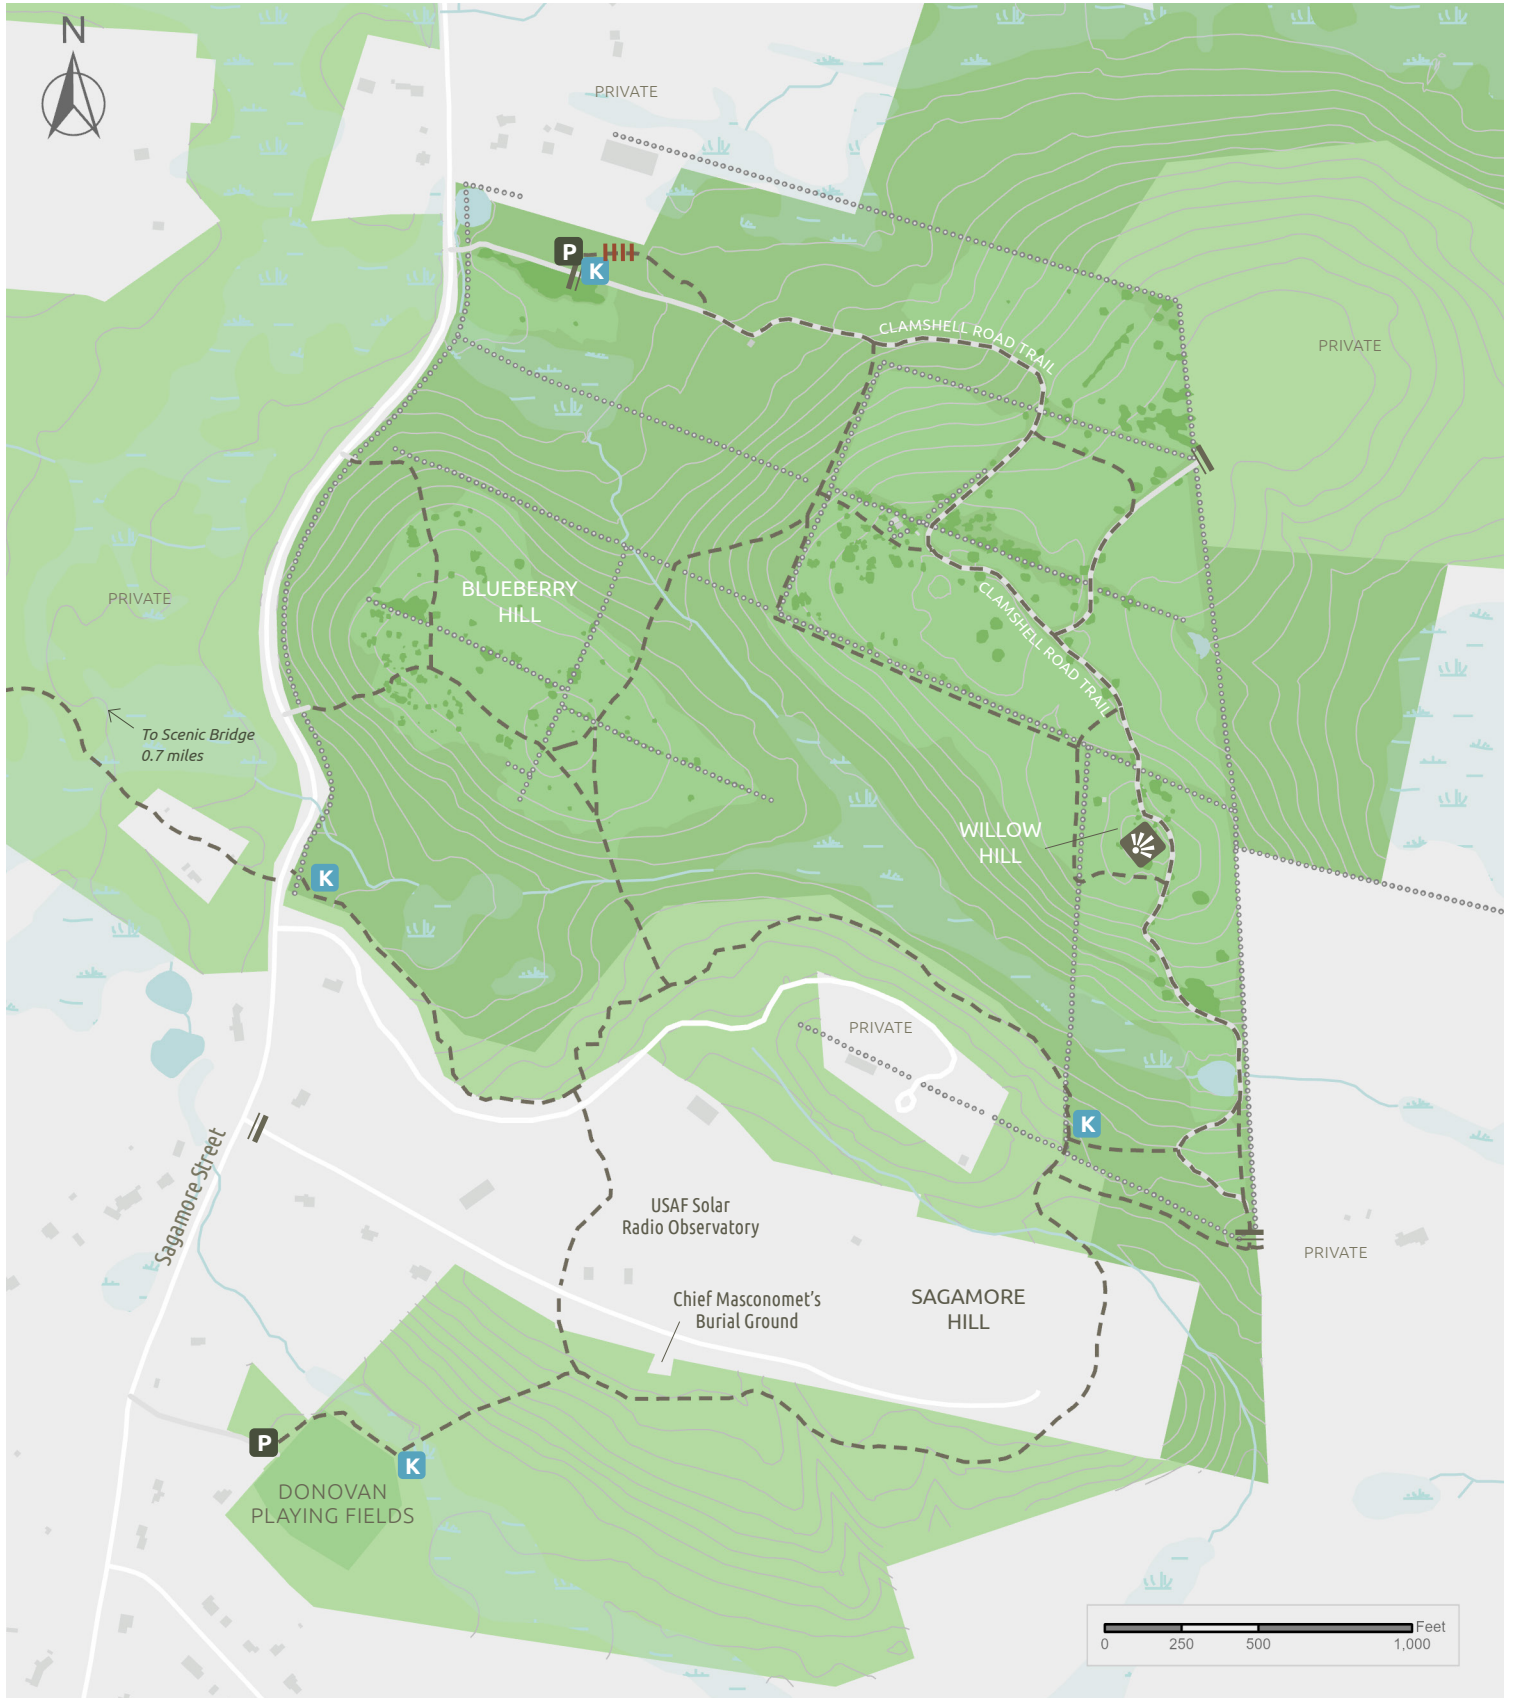 N
PRIVATE
P
K
CLAMSHELL ROAD TRAIL
PRIVATE
BLUEBERRY
HILL
PRIVATE
CLAMSHELL ROAD TRAIL
To Scenic Bridge
0.7 miles
WILLOW
HILL
K
PRIVATE
K
Sagamore Street
USAF Solar
Radio Observatory
PRIVATE
Chief Masconomet's
Burial Ground
SAGAMORE
HILL
P
K
DONOVAN
PLAYING FIELDS
Feet
0 250 500 1,000